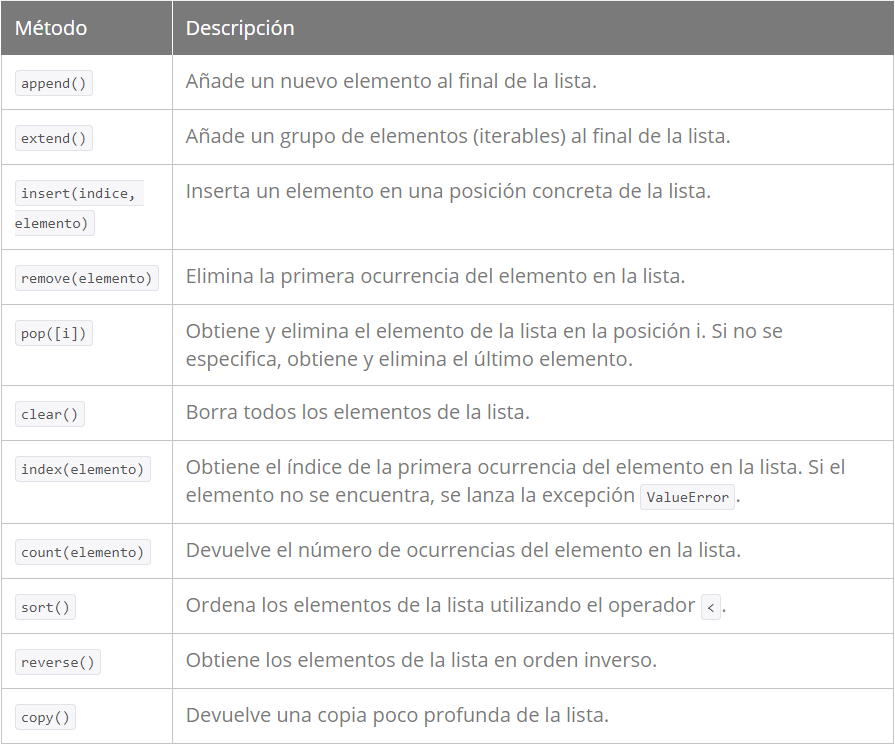 Método Descripción
append() Añade un nuevo elemento al final de la lista.
extend() Añade un grupo de elementos (iterables) al final de la lista.
insert(indice, Inserta un elemento en una posición concreta de la lista.
elemento)
remove(elemento) Elimina la primera ocurrencia del elemento en la lista.
pop([i]) Obtiene y elimina el elemento de la lista en la posición i. Si no se
especifica, obtiene y elimina el último elemento.
clear() Borra todos los elementos de la lista.
index(elemento) Obtiene el índice de la primera ocurrencia del elemento en la lista. Si el
elemento no se encuentra, se lanza la excepción ValueError.
count(elemento) Devuelve el número de ocurrencias del elemento en la lista.
sort() Ordena los elementos de la lista utilizando el operador <.
reverse() Obtiene los elementos de la lista en orden inverso.
copy() Devuelve una copia poco profunda de la lista.